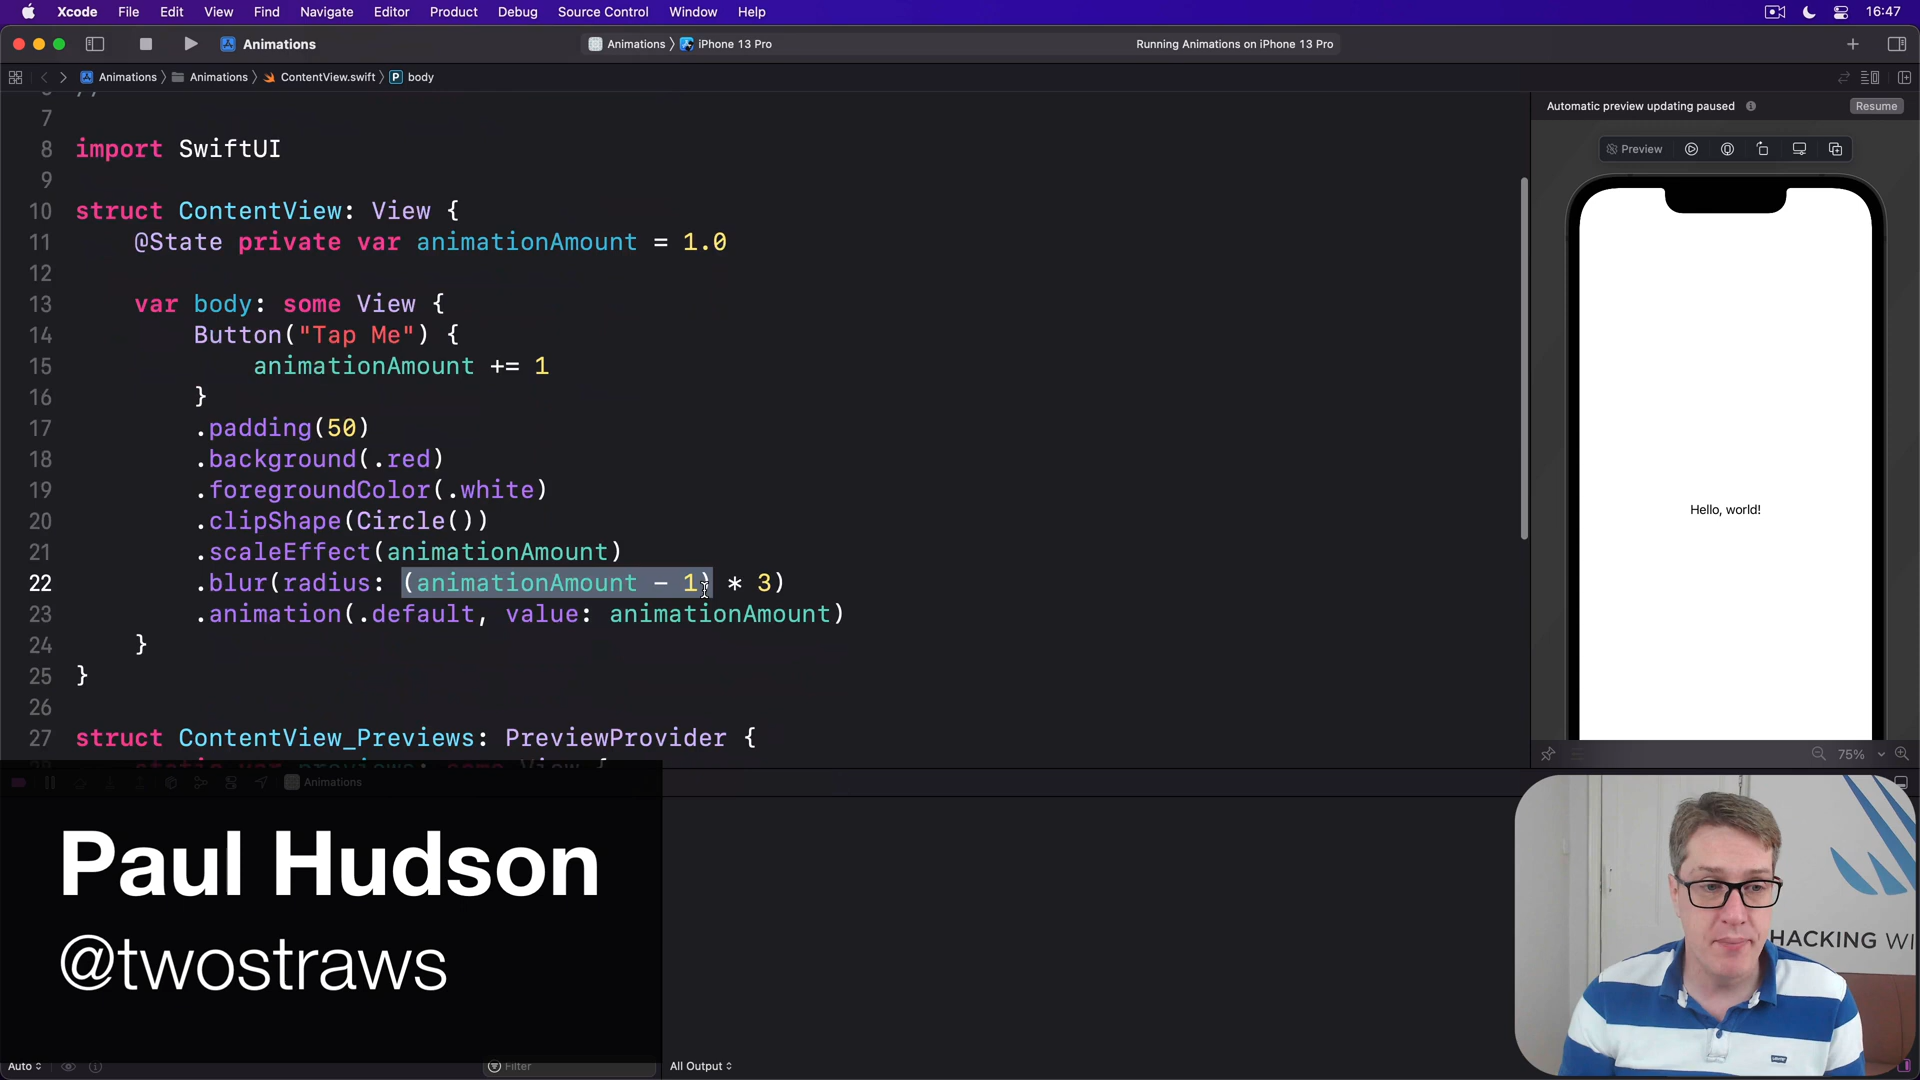 Xcode File Edit View Find Navigate Editor Product Debug Source Control Window Help 16:47
Animations
Animations 〉 iPhone 13 Pro
Running Animations on iPhone 13 Pro
Animations 〉 Animations 〉 ContentView.swift 〉 P body
Automatic preview updating paused Resume
Preview
7
8 import SwiftUI
9
10 struct ContentView: View {
11 @State private var animationAmount = 1.0
12
13 var body: some View {
14 Button("Tap Me") {
15 animationAmount += 1
16 }
17 .padding(50)
18 .background(.red)
19 .foregroundColor(.white)
20 .clipShape(Circle())
21 .scaleEffect(animationAmount)
22 .blur(radius: (animationAmount - 1) * 3)
23 .animation(.default, value: animationAmount)
24 }
25 }
26
27 struct ContentView_Previews: PreviewProvider {
Hello, world!
75%
Animations
Paul Hudson
@twostraws
HACKING WI
Auto
Filter
All Output